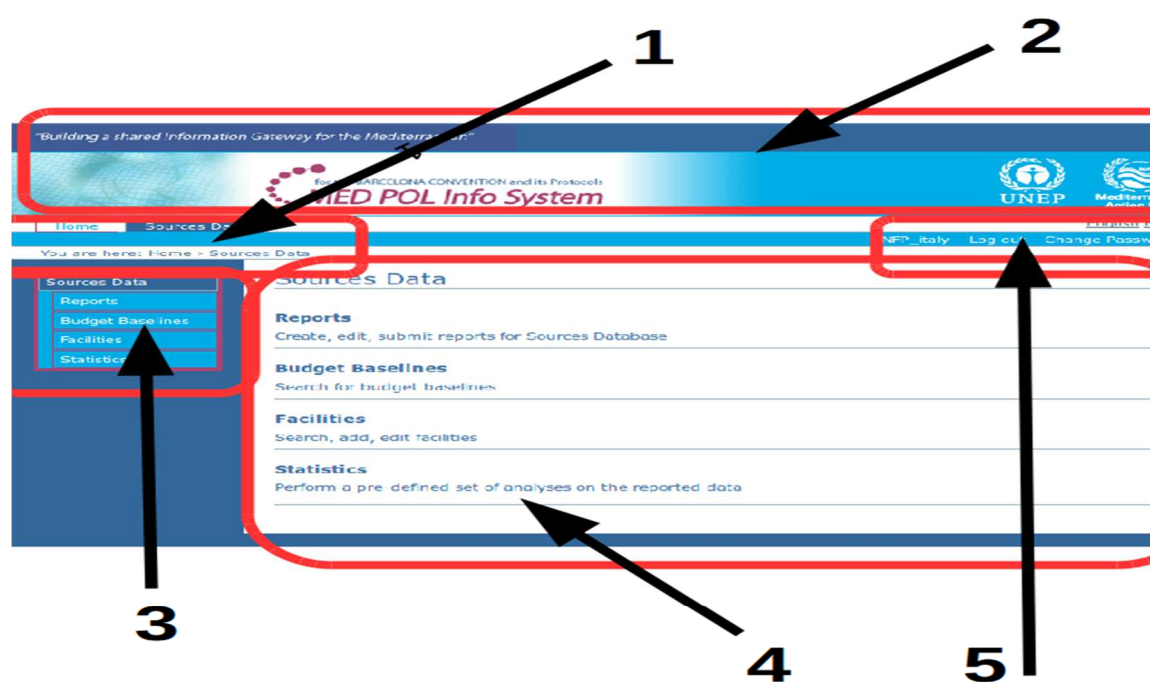 1
2
"Building a shared Information Gateway for the Mediterranean"
for the BARCELONA CONVENTION and its Protocols
MED POL Info System
UNEP
Home
Sources
English
NFP_italy Log out Change
You are here: Home » Sources Data
Sources Data
Reports
Budget Baselines
Facilities
Statistics
Sources Data
Reports
Create, edit, submit reports for Sources Database
Budget Baselines
Search for budget baselines
Facilities
Search, add, edit facilities
Statistics
Perform a pre-defined set of analyses on the reported data
3
4
5